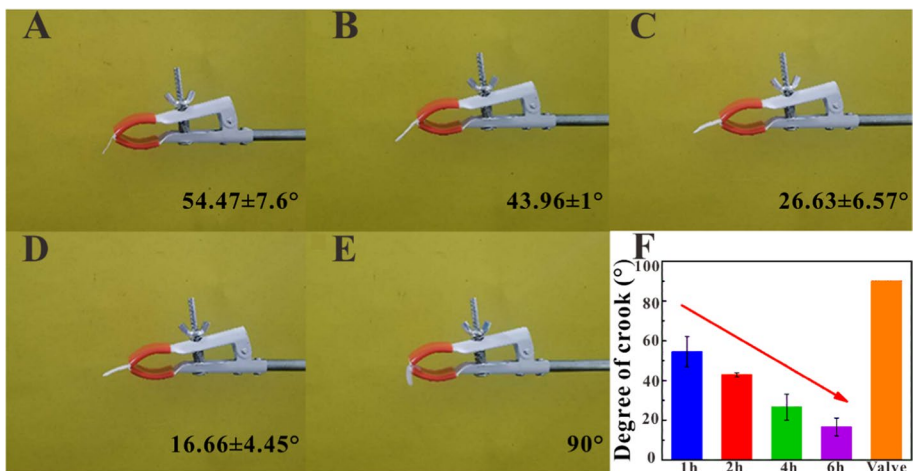 A
B
C
54.47±7.6°
43.96±1°
26.63±6.57°
D
E
F
16.66±4.45°
90°
Degree of crook (°)
100
80
60
40
20
0
1h
2h
4h
6h
Valve